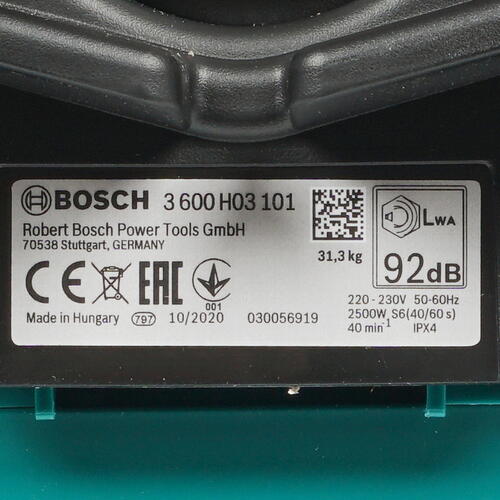 BOSCH 3 600 H03 101
Robert Bosch Power Tools GmbH
70538 Stuttgart, GERMANY
31,3 kg
LWA
92dB
CE EAC
001
220 - 230V 50-60Hz
2500W S6(40/60 s)
40 min-1 IPX4
Made in Hungary 797 10/2020 030056919